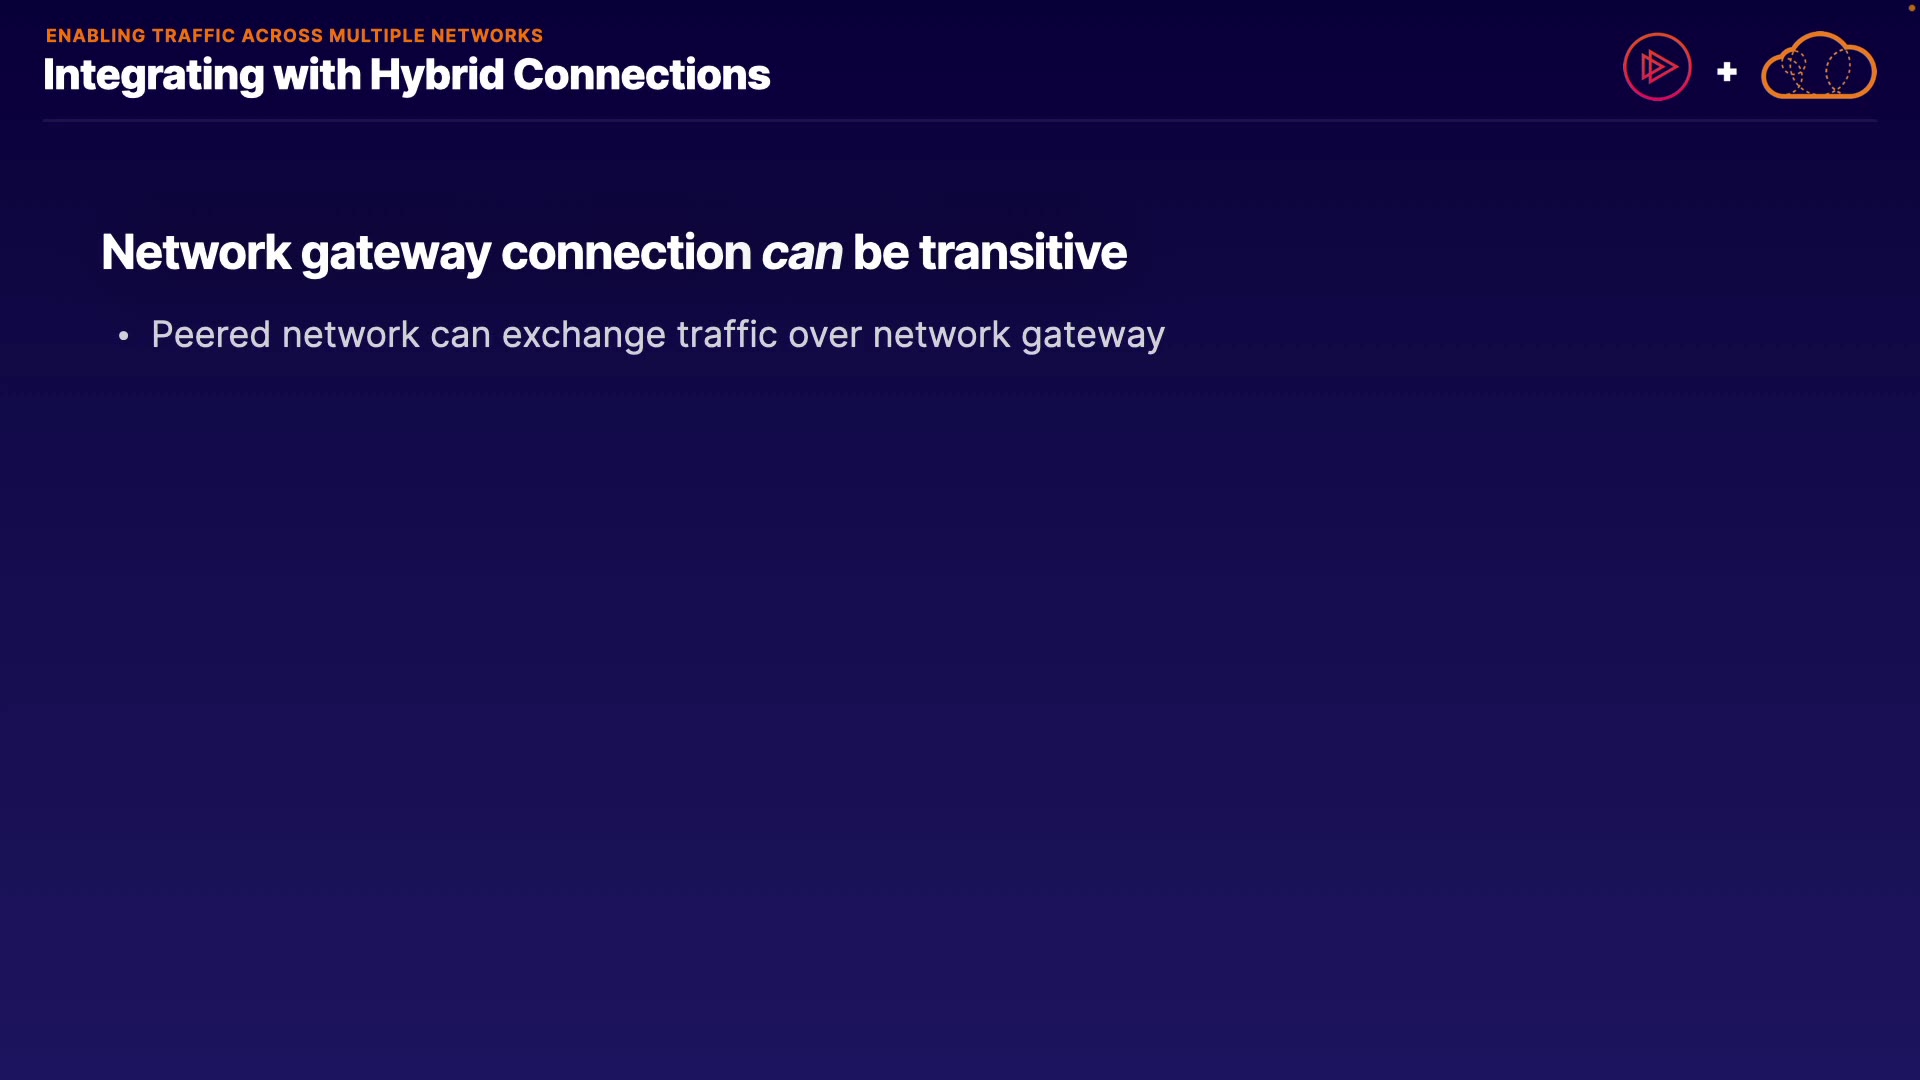 ENABLING TRAFFIC ACROSS MULTIPLE NETWORKS
Integrating with Hybrid Connections
+
Network gateway connection can be transitive
• Peered network can exchange traffic over network gateway